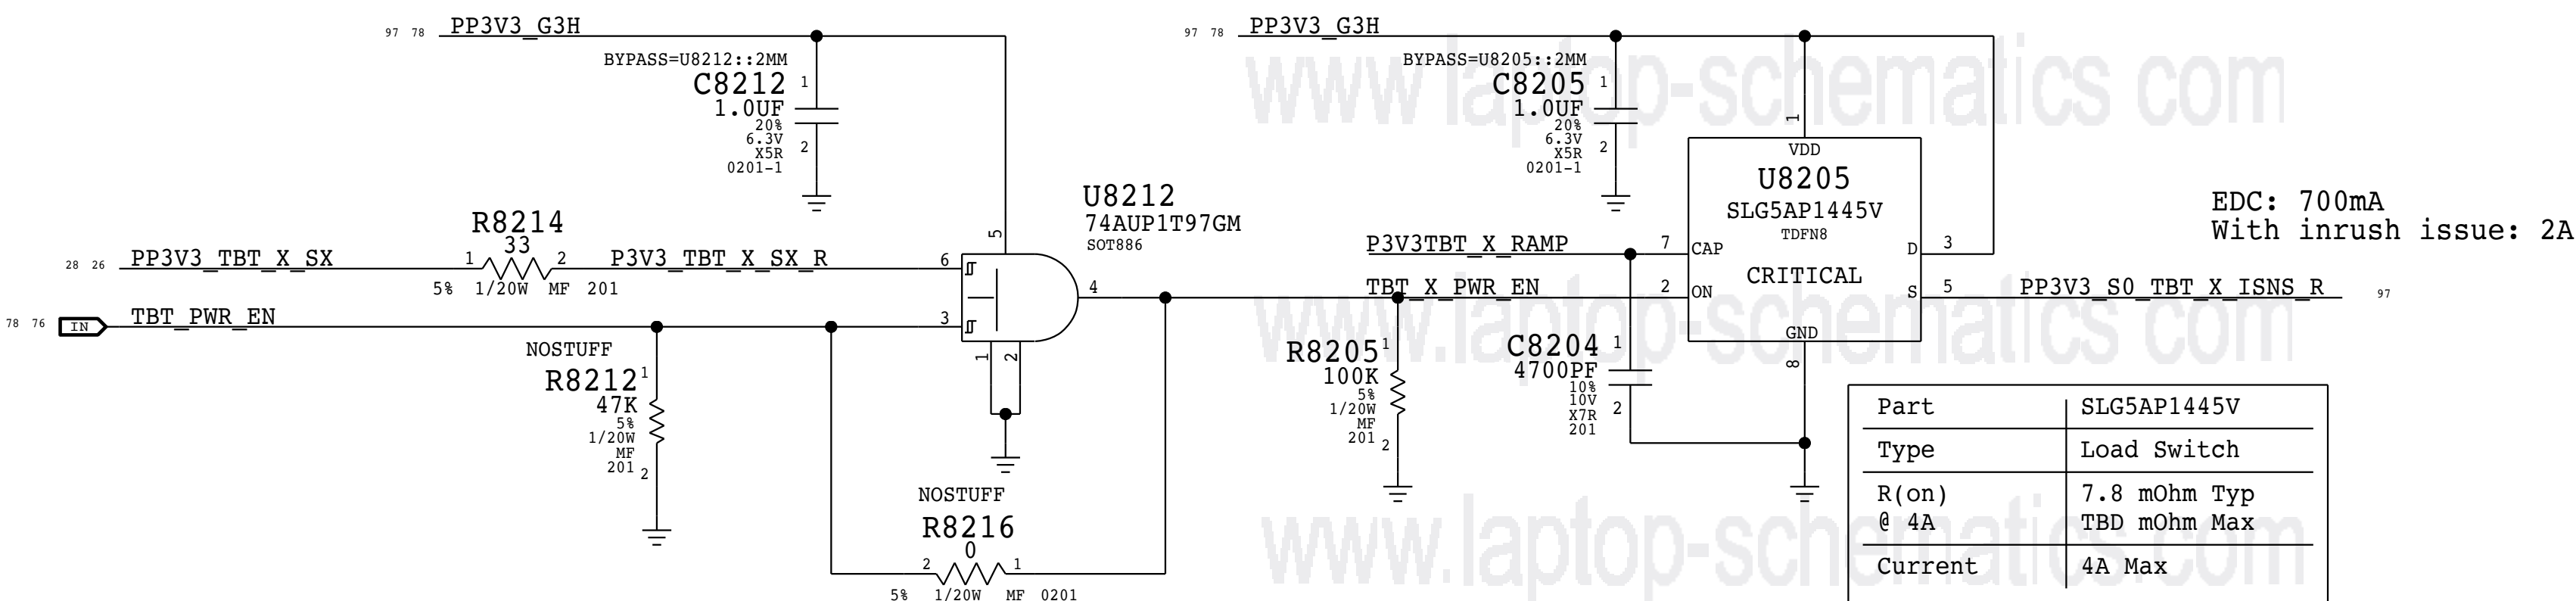 97 78 PP3V3_G3H
BYPASS=U8212::2MM
C8212 1
1.0UF
20%
6.3V
X5R 2
0201-1
U8212
74AUP1T97GM
SOT886
5
R8214
33
28 26 PP3V3_TBT_X_SX 1 2 P3V3_TBT_X_SX_R 6
5% 1/20W MF 201
4
78 76 IN TBT_PWR_EN 3
1 2
NOSTUFF
R8212 1
47K
5%
1/20W
MF
201 2
NOSTUFF
R8216
0
2 1
5% 1/20W MF 0201
97 78 PP3V3_G3H
BYPASS=U8205::2MM
C8205 1
1.0UF
20%
6.3V
X5R 2
0201-1
1
VDD
U8205
SLG5AP1445V
TDFN8
P3V3TBT_X_RAMP 7 CAP D 3
CRITICAL
TBT_X_PWR_EN 2 ON S 5 PP3V3_S0_TBT_X_ISNS_R 97
GND
8
R8205 1
100K
5%
1/20W
MF
201 2
C8204 1
4700PF
10%
10V
X7R 2
201
EDC: 700mA
With inrush issue: 2A
Part SLG5AP1445V
Type Load Switch
R(on) 7.8 mOhm Typ
@ 4A TBD mOhm Max
Current 4A Max
www.laptop-schematics.com
www.laptop-schematics.com
www.laptop-schematics.com